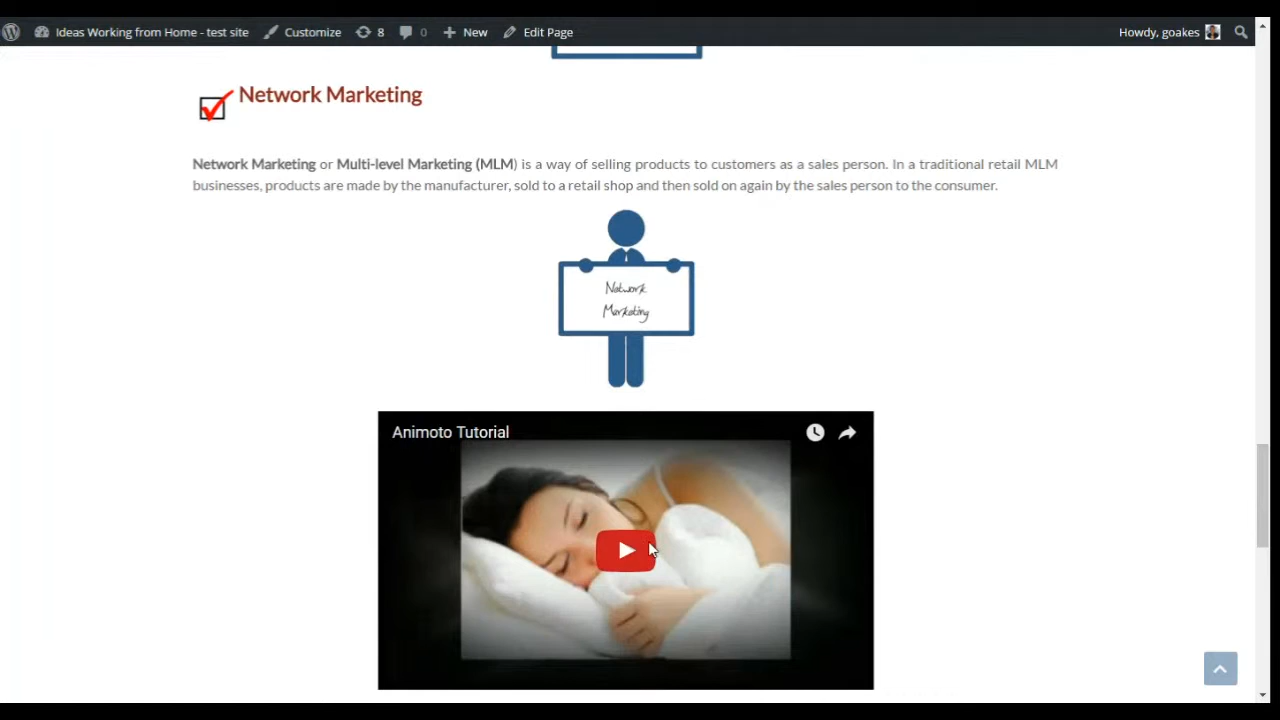 Ideas Working from Home - test site Customize 8 0 New Edit Page Howdy, goakes
Network Marketing
Network Marketing or Multi-level Marketing (MLM) is a way of selling products to customers as a sales person. In a traditional retail MLM
businesses, products are made by the manufacturer, sold to a retail shop and then sold on again by the sales person to the consumer.
Network
Marketing
Animoto Tutorial